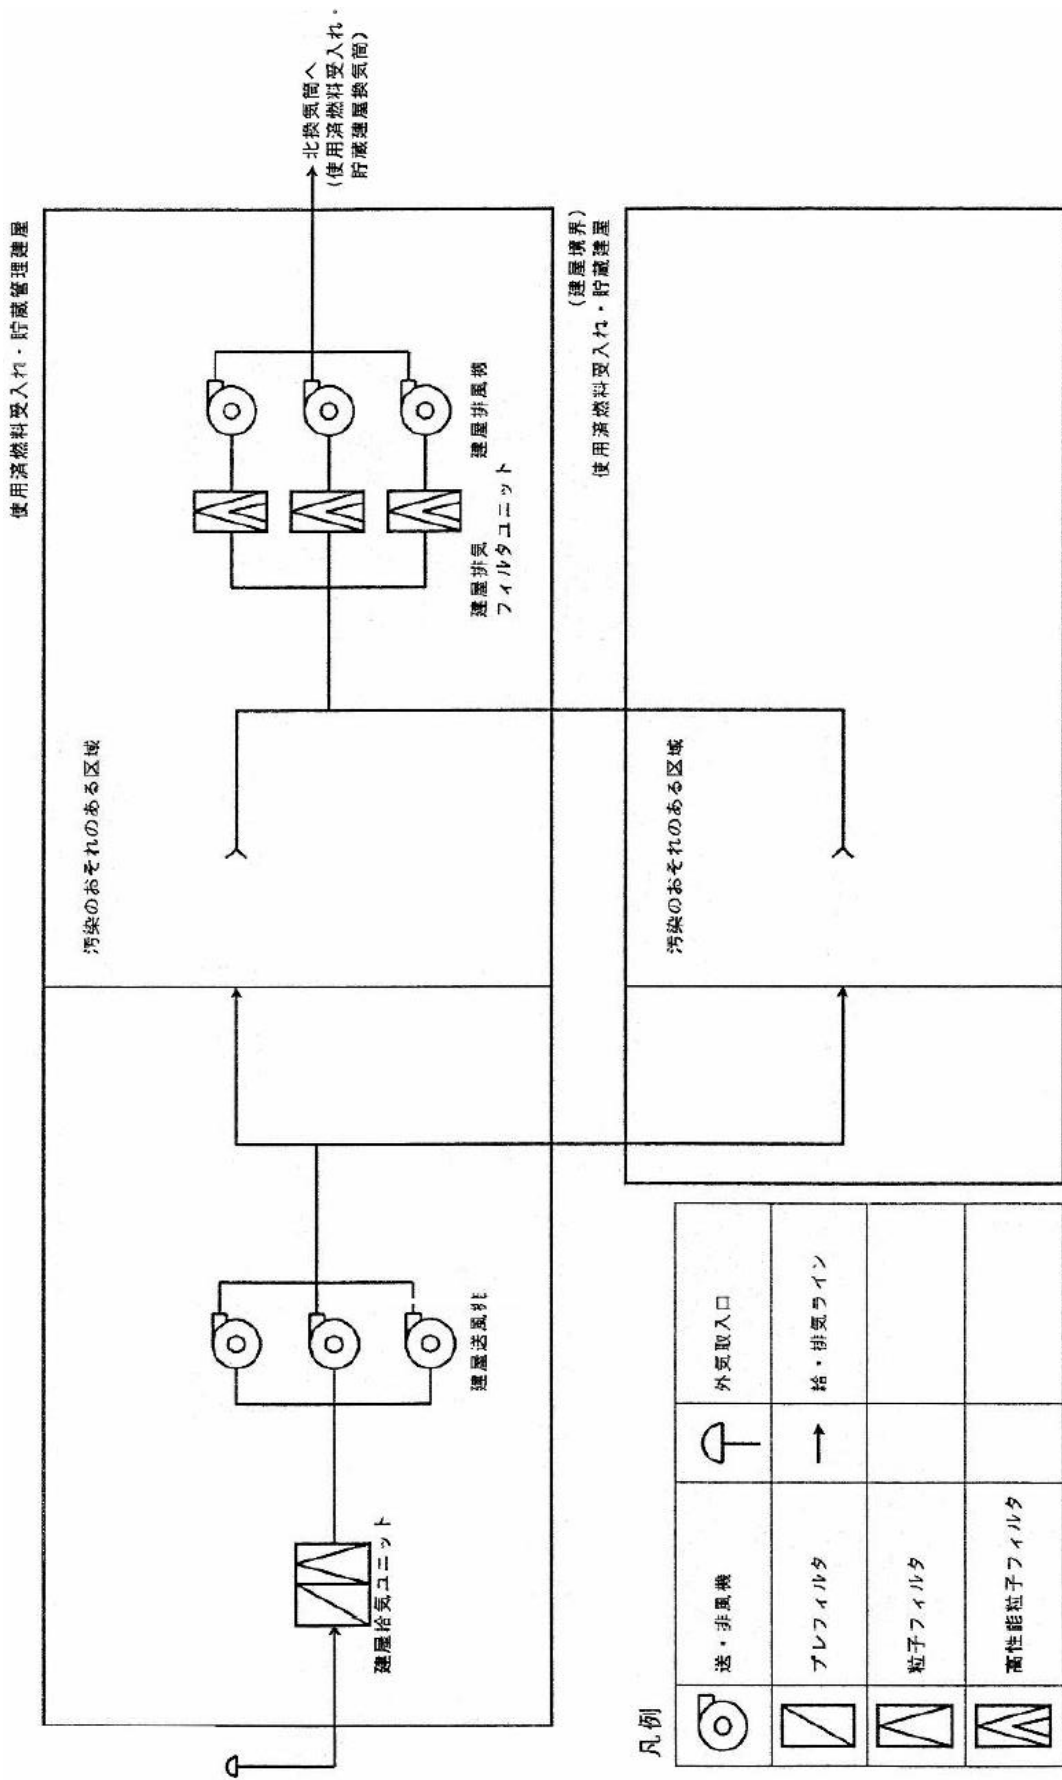 使用済燃料受入れ・貯蔵管理建屋
北換気筒へ
(使用済燃料受入れ・
貯蔵建屋換気筒)
汚染のおそれのある区域
建屋排気
フィルタユニット
建屋排風機
建屋給気ユニット
建屋送風機
(建屋境界)
使用済燃料受入れ・貯蔵建屋
汚染のおそれのある区域
凡例
送・排風機
外気取入口
プレフィルタ
給・排気ライン
粒子フィルタ
高性能粒子フィルタ